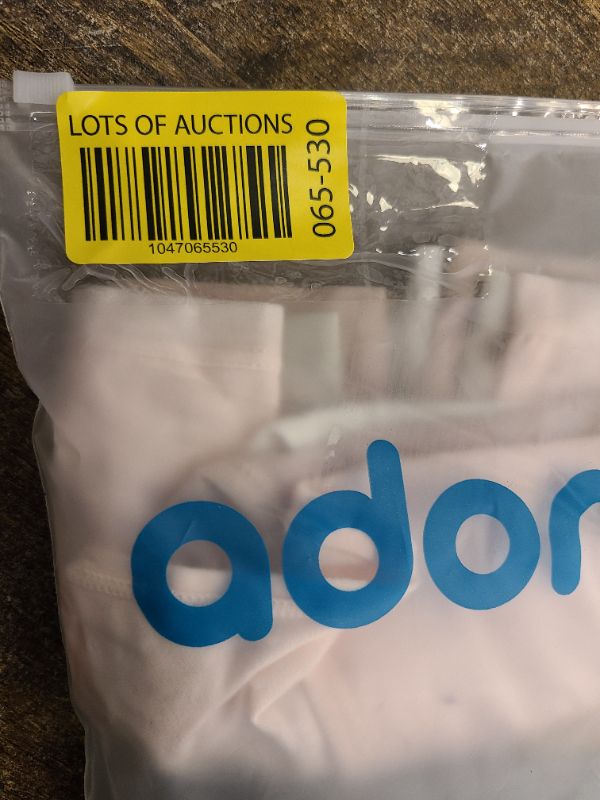 LOTS OF AUCTIONS
065-530
1047065530
ador